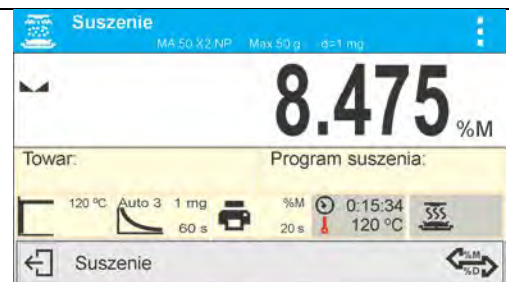 Suszenie
MA 50.X2.NP Max 50 g d=1 mg
8.475 %M
Towar: Program suszenia:
120 °C Auto 3 1 mg %M 0:15:34
60 s 20 s 120 °C
Suszenie %M
%D